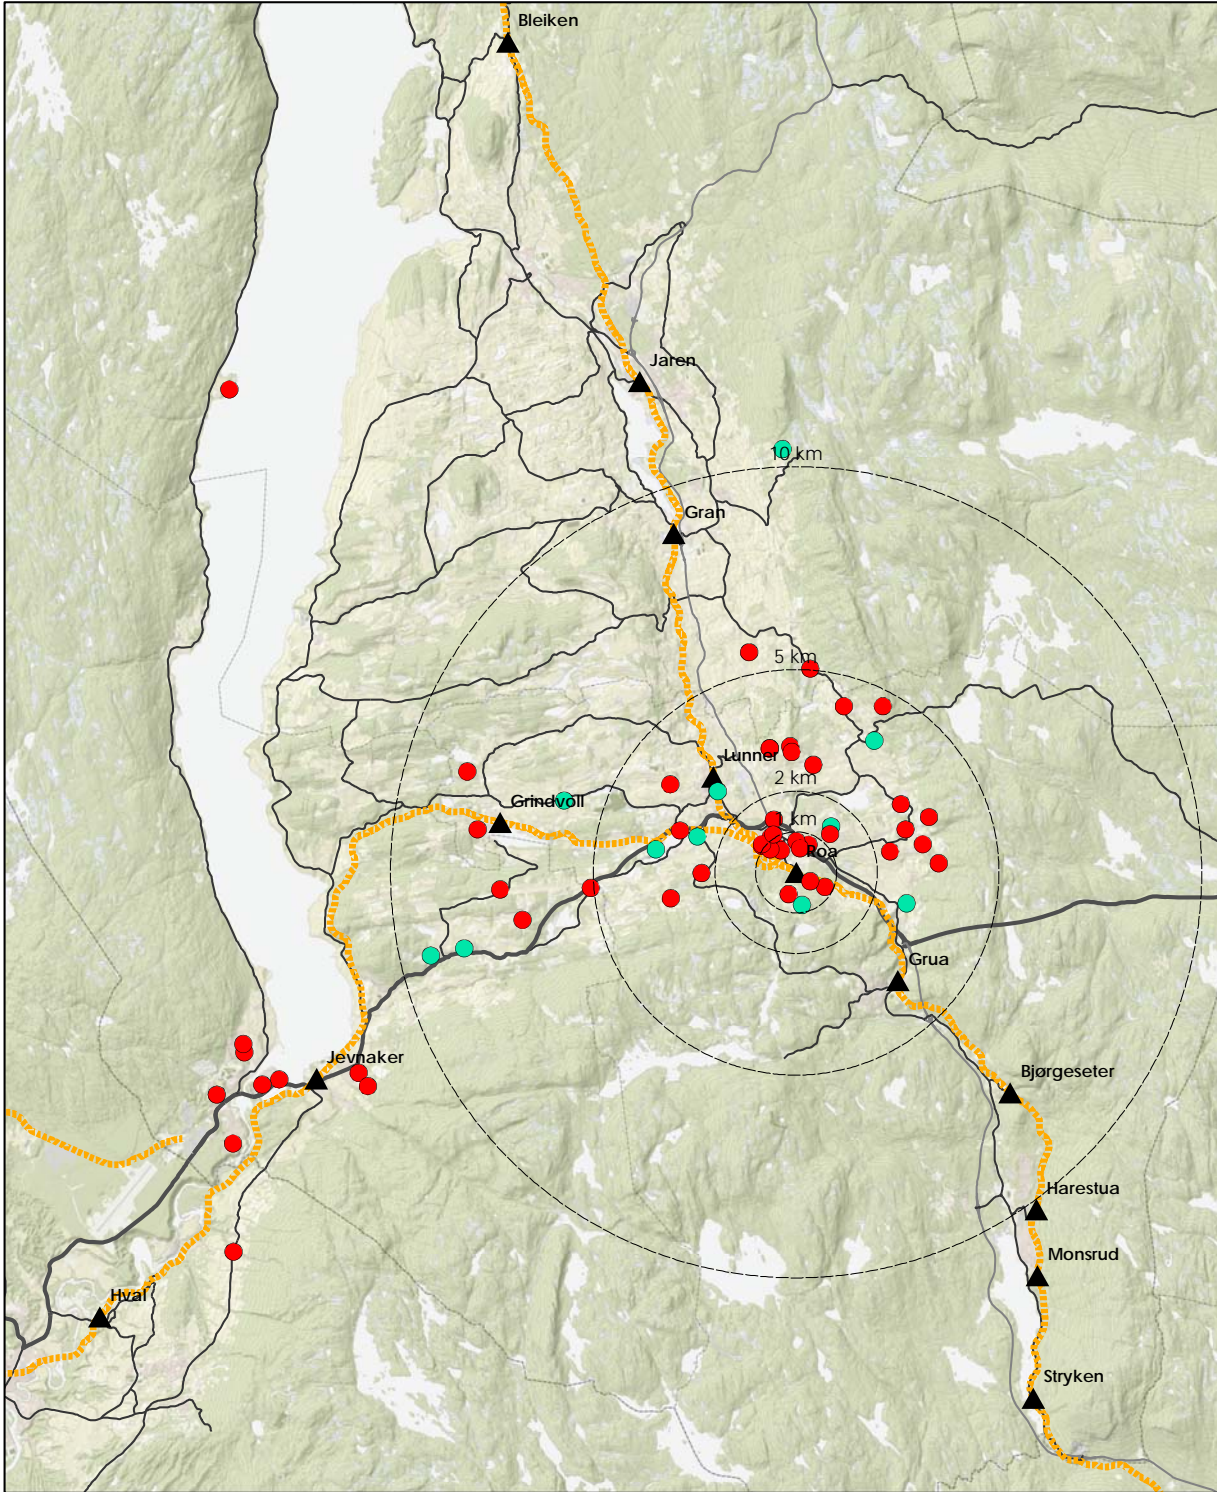 Bleiken
Jaren
10 km
Gran
5 km
Lunner
2 km
Grindvoll
1 km
Roa
Grua
Jevnaker
Bjørgeseter
Harestua
Monsrud
Hval
Stryken